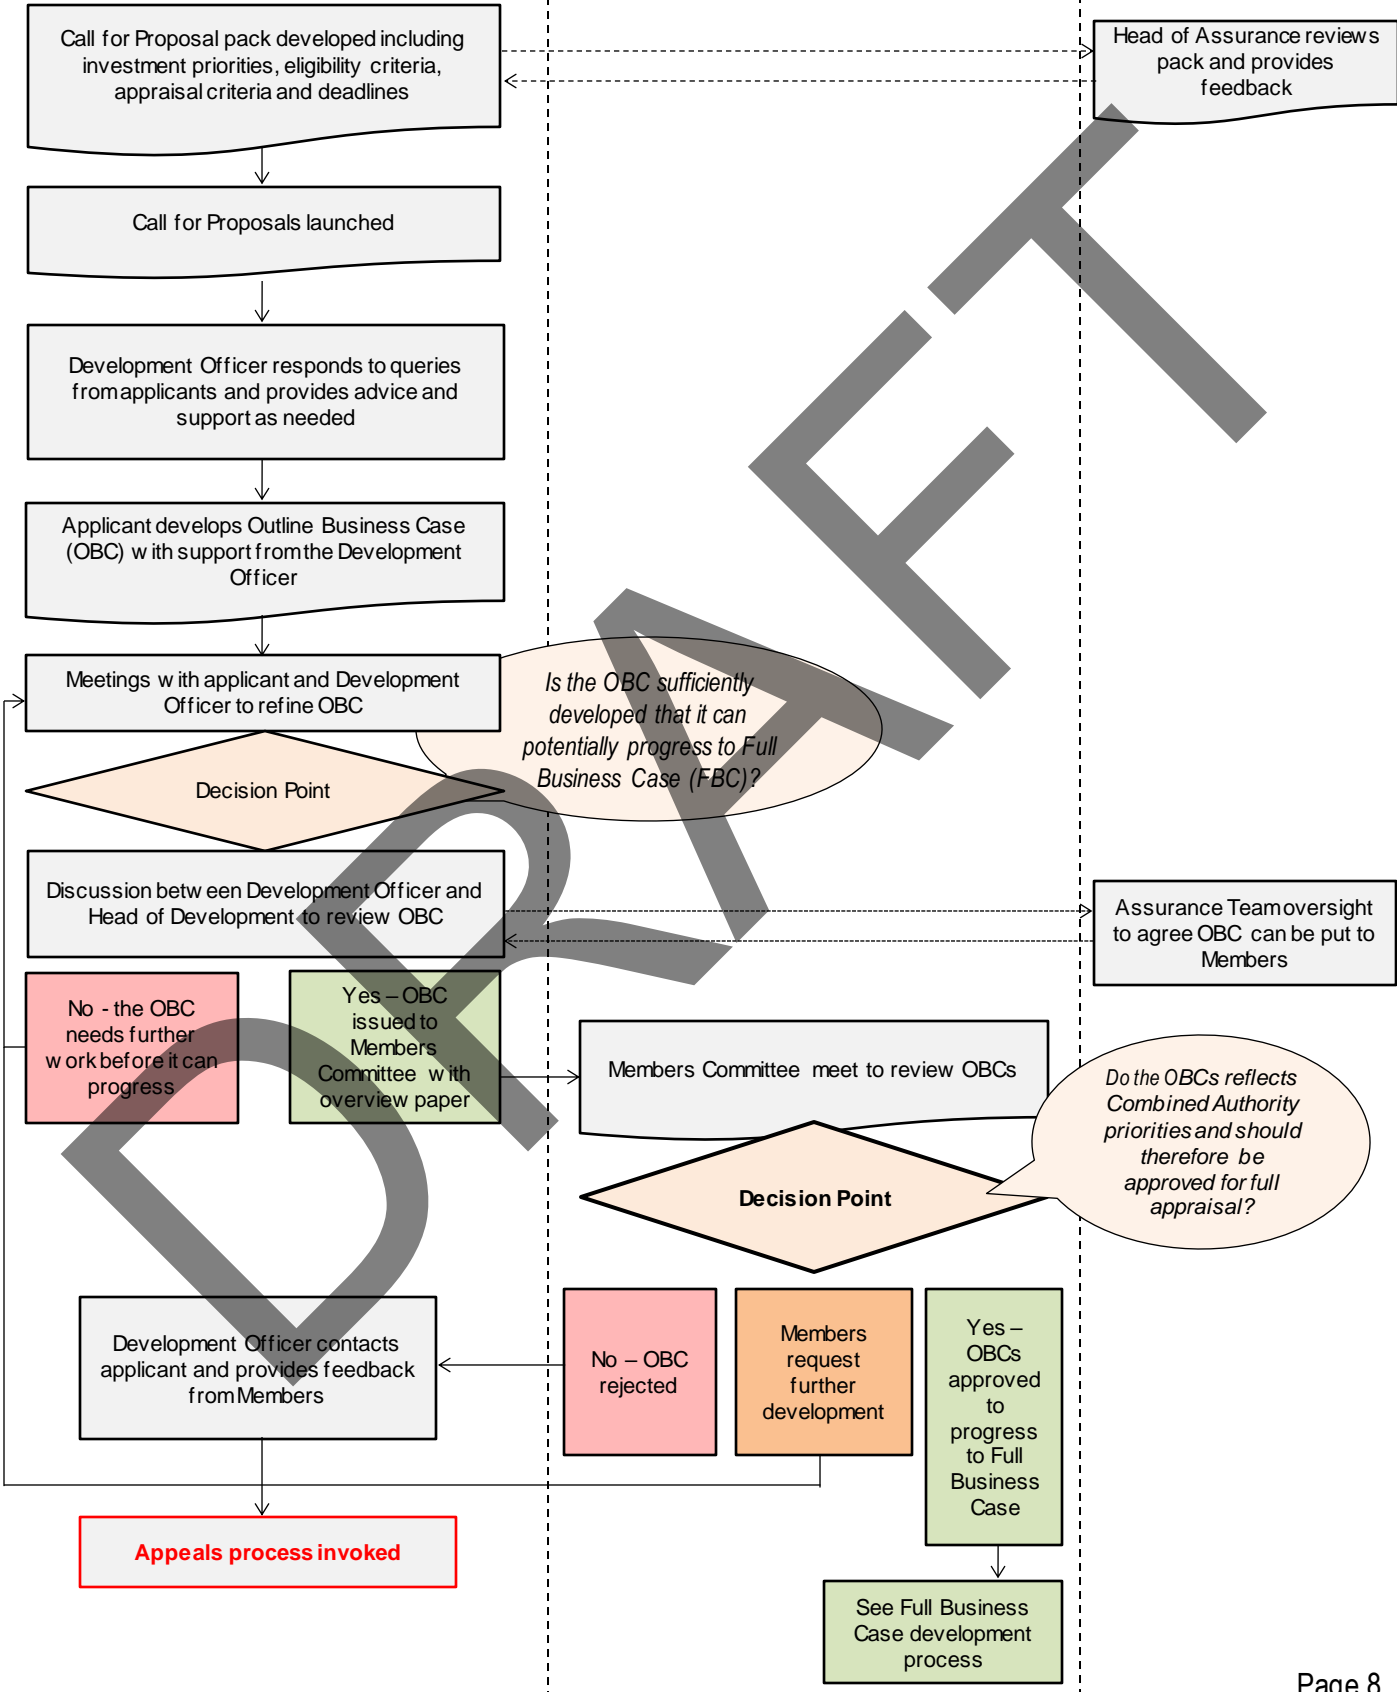 Call for Proposal pack developed including
investment priorities, eligibility criteria,
appraisal criteria and deadlines
Head of Assurance reviews
pack and provides
feedback
Call for Proposals launched
Development Officer responds to queries
from applicants and provides advice and
support as needed
Applicant develops Outline Business Case
(OBC) with support from the Development
Officer
Meetings with applicant and Development
Officer to refine OBC
Is the OBC sufficiently
developed that it can
potentially progress to Full
Business Case (FBC)?
Decision Point
Discussion between Development Officer and
Head of Development to review OBC
Assurance Team oversight
to agree OBC can be put to
Members
No - the OBC
needs further
work before it can
progress
Yes – OBC
issued to
Members
Committee with
overview paper
Members Committee meet to review OBCs
Do the OBCs reflects
Combined Authority
priorities and should
therefore be
approved for full
appraisal?
Decision Point
Development Officer contacts
applicant and provides feedback
from Members
No – OBC
rejected
Members
request
further
development
Yes –
OBCs
approved
to
progress
to Full
Business
Case
Appeals process invoked
See Full Business
Case development
process
Page 8
DRAFT